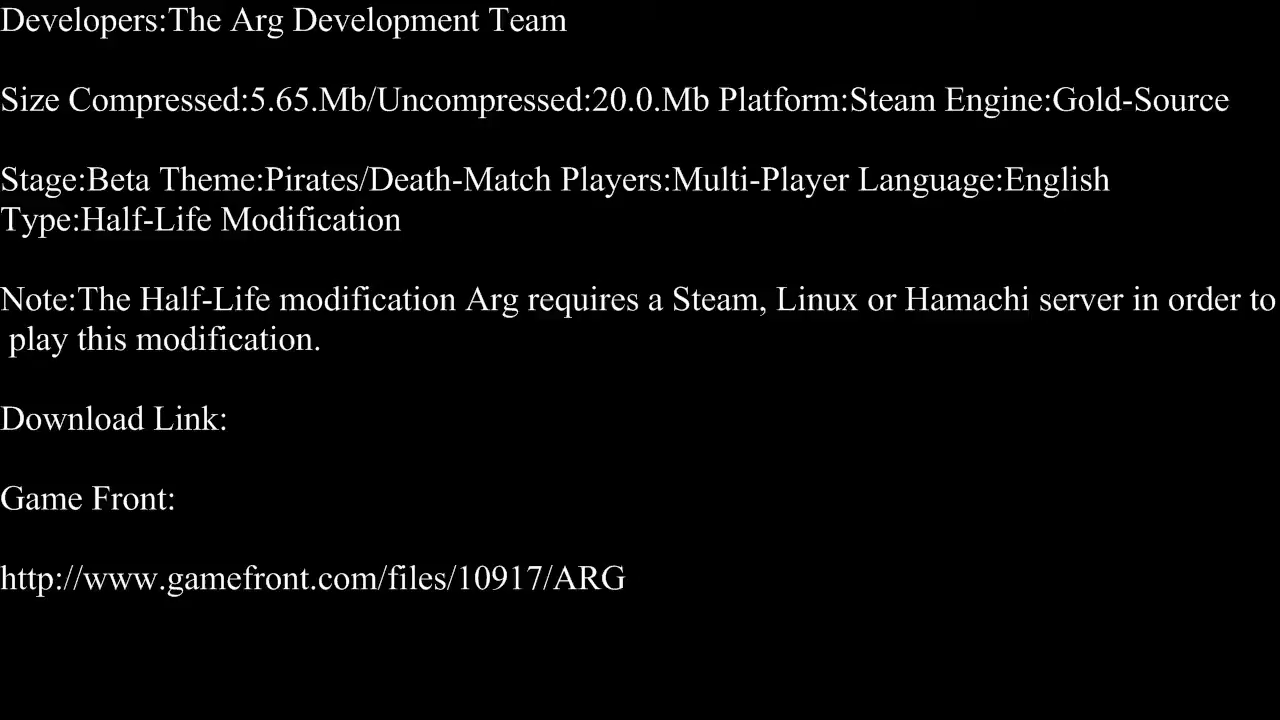 Developers:The Arg Development Team
Size Compressed:5.65.Mb/Uncompressed:20.0.Mb Platform:Steam Engine:Gold-Source
Stage:Beta Theme:Pirates/Death-Match Players:Multi-Player Language:English
Type:Half-Life Modification
Note:The Half-Life modification Arg requires a Steam, Linux or Hamachi server in order to
play this modification.
Download Link:
Game Front:
http://www.gamefront.com/files/10917/ARG